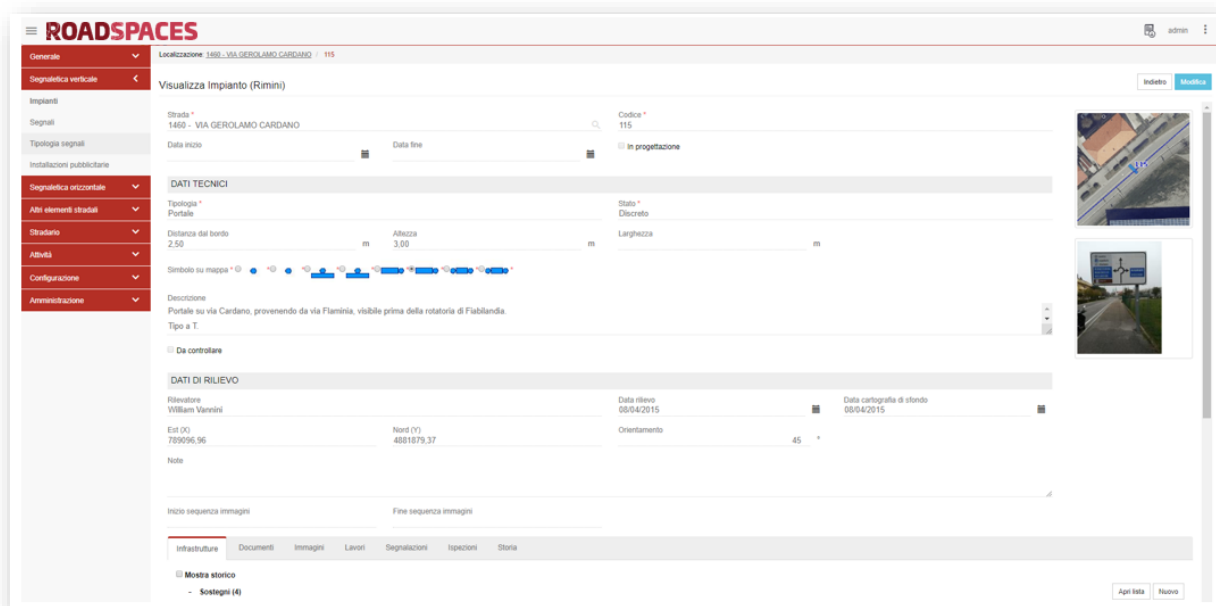 ROADSPACES
admin
Generale
Segnaletica verticale
Impianti
Segnali
Tipologia segnali
Installazioni pubblicitarie
Segnaletica orizzontale
Altri elementi stradali
Stradario
Attività
Configurazione
Amministrazione
Localizzazione 1460 - VIA GEROLAMO CARDANO / 115
Visualizza Impianto (Rimini)
Indietro Modifica
Strada * Codice *
1460 - VIA GEROLAMO CARDANO 115
Data inizio Data fine In progettazione
DATI TECNICI
Tipologia * Stato *
Portale Discreto
Distanza dal bordo Altezza Larghezza
2,50 m 3,00 m m
Simbolo su mappa * * * * * * * * *
Descrizione
Portale su via Cardano, provenendo da via Flaminia, visibile prima della rotatoria di Fiabilandia.
Tipo a T.
Da controllare
DATI DI RILIEVO
Rilevatore Data rilievo Data cartografia di sfondo
William Vannini 08/04/2015 08/04/2015
Est (X) Nord (Y) Orientamento
789096,96 4881879,37 45 °
Note
Inizio sequenza immagini Fine sequenza immagini
Infrastrutture Documenti Immagini Lavori Segnalazioni Ispezioni Storia
Mostra storico
- Sostegni (4) Apri lista Nuovo
115